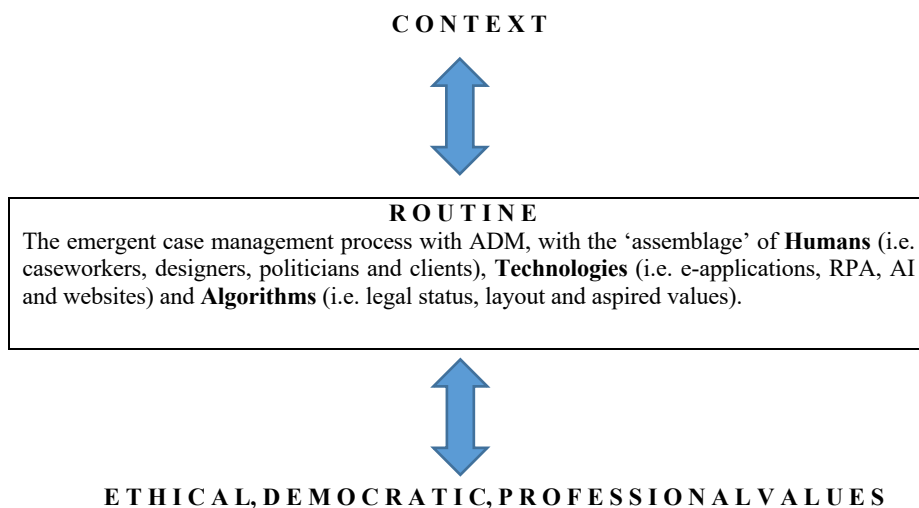 C O N T E X T
R O U T I N E
The emergent case management process with ADM, with the ‘assemblage’ of Humans (i.e.
caseworkers, designers, politicians and clients), Technologies (i.e. e-applications, RPA, AI
and websites) and Algorithms (i.e. legal status, layout and aspired values).
E T H I C A L, D E M O C R A T I C, P R O F E S S I O N A L V A L U E S